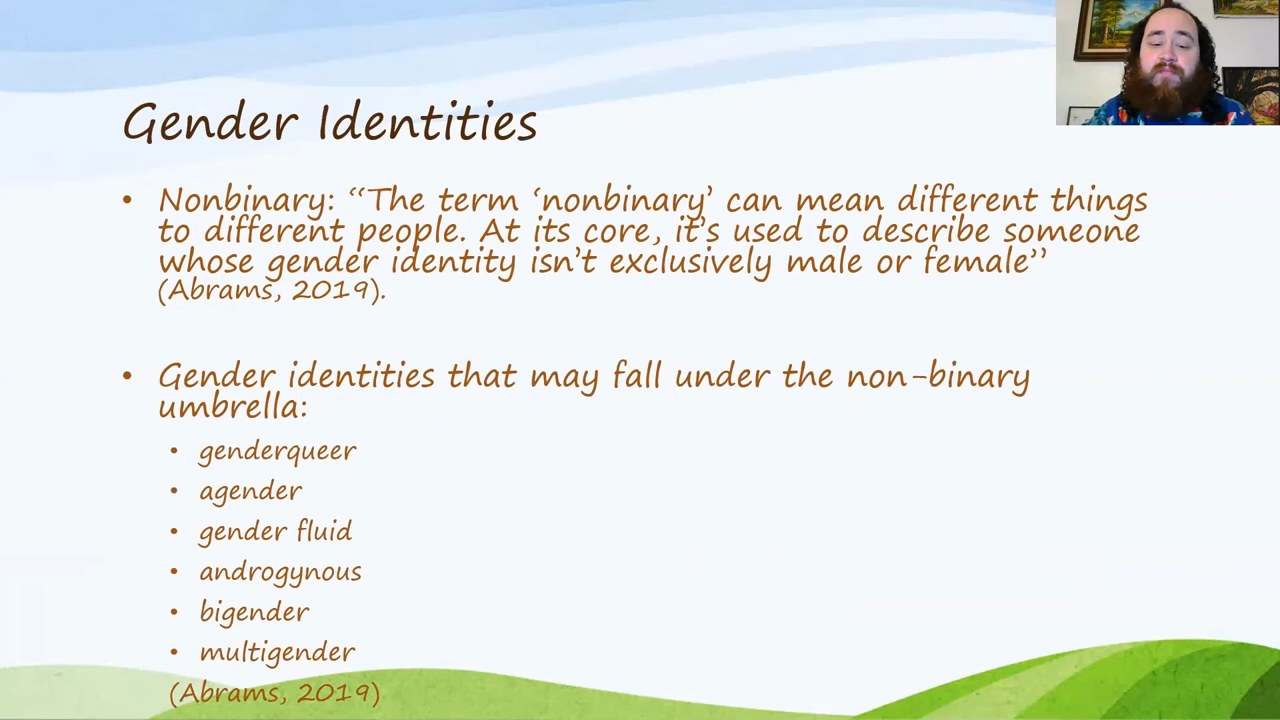 Gender Identities
• Nonbinary: “The term ‘nonbinary’ can mean different things
to different people. At its core, it’s used to describe someone
whose gender identity isn’t exclusively male or female”
(Abrams, 2019).
• Gender identities that may fall under the non-binary
umbrella:
• genderqueer
• agender
• gender fluid
• androgynous
• bigender
• multigender
(Abrams, 2019)